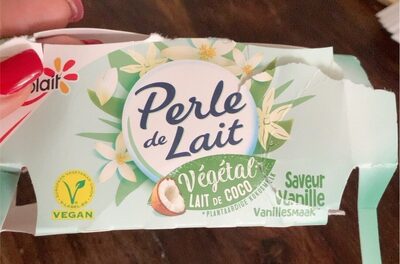 plait
Perle
de Lait
Végétal
LAIT de COCO
+ PLANTAARDIGE KOKOSMELK
Saveur
Vanille
Vanillesmaak
VEGAN